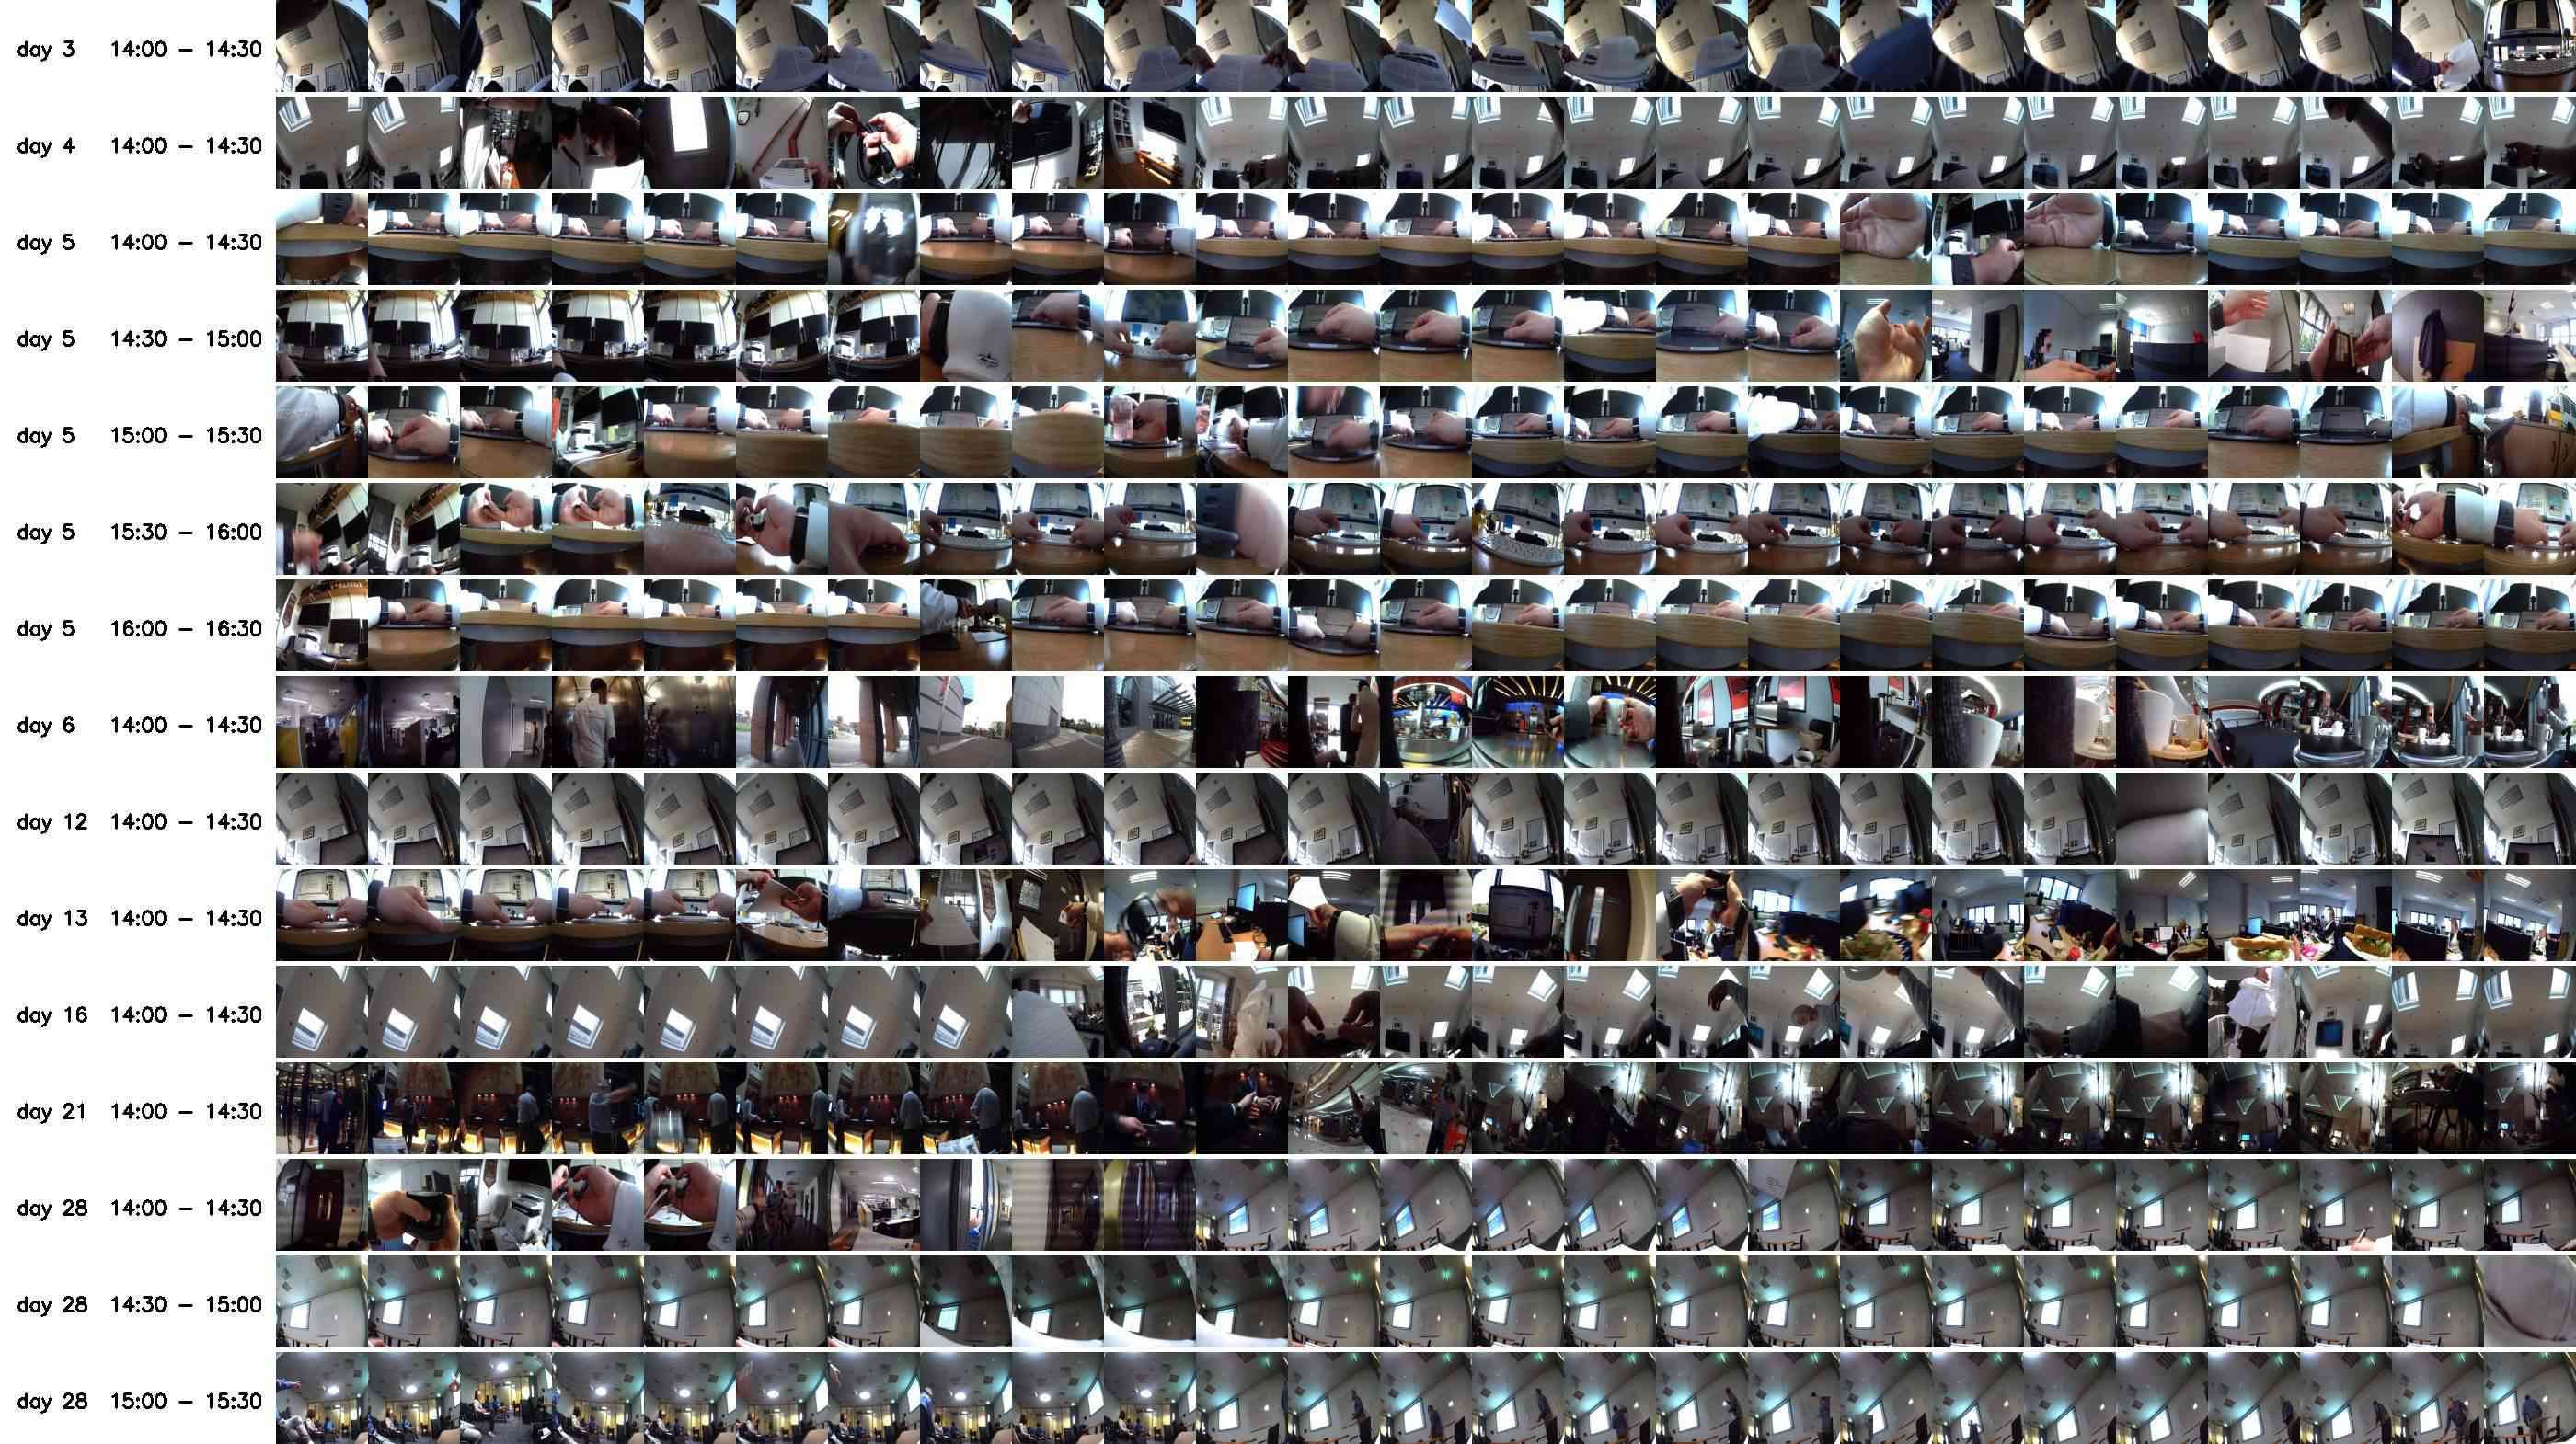 day 3 14:00 - 14:30
day 4 14:00 - 14:30
day 5 14:00 - 14:30
day 5 14:30 - 15:00
day 5 15:00 - 15:30
day 5 15:30 - 16:00
day 5 16:00 - 16:30
day 6 14:00 - 14:30
day 12 14:00 - 14:30
day 13 14:00 - 14:30
day 16 14:00 - 14:30
day 21 14:00 - 14:30
day 28 14:00 - 14:30
day 28 14:30 - 15:00
day 28 15:00 - 15:30